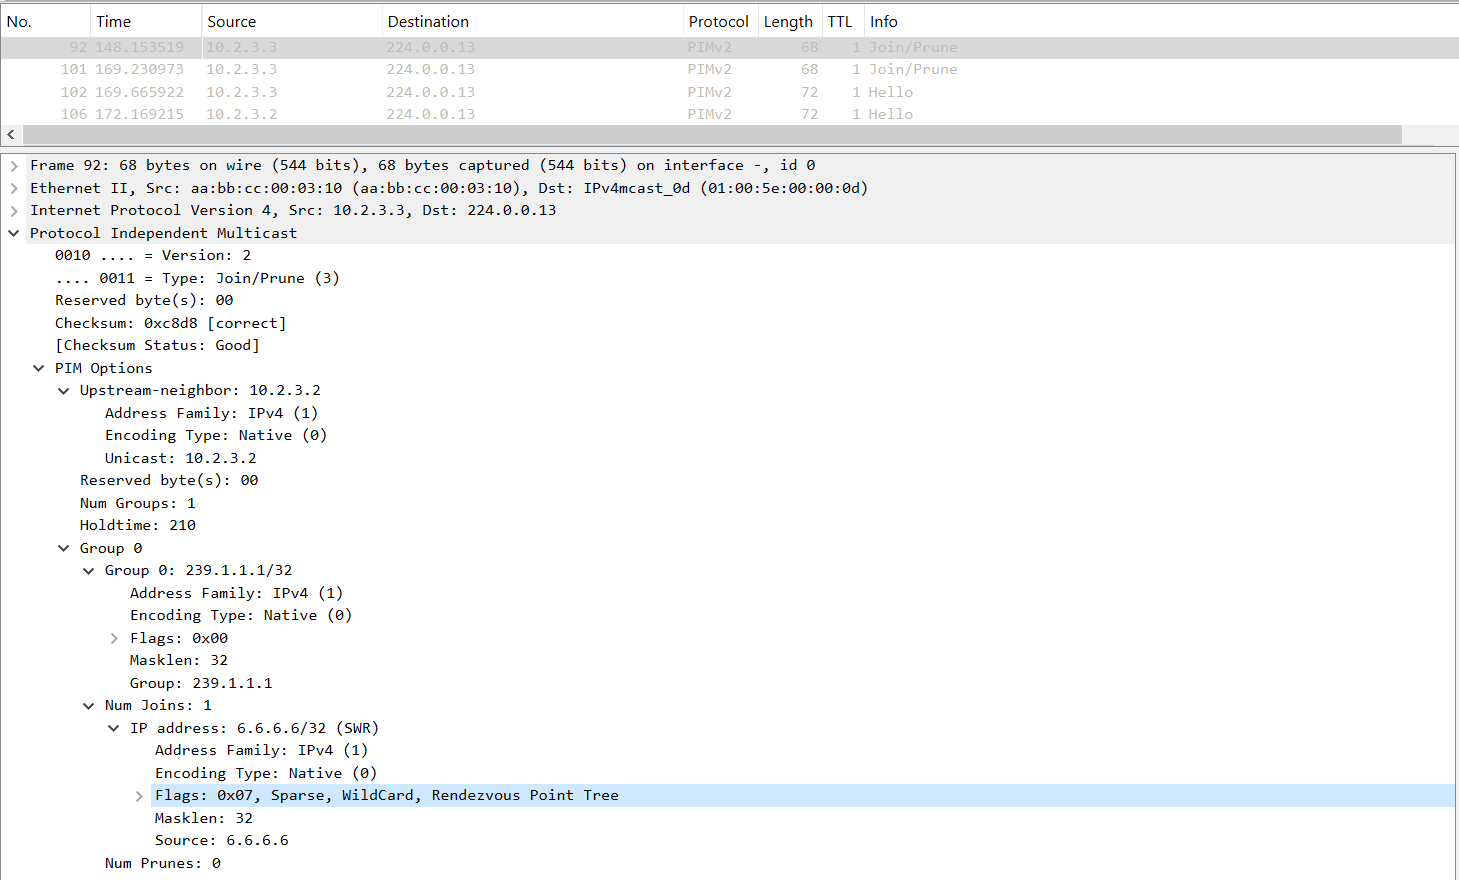 No. Time Source Destination Protocol Length TTL Info
92 148.153519 10.2.3.3 224.0.0.13 PIMv2 68 1 Join/Prune
101 169.230973 10.2.3.3 224.0.0.13 PIMv2 68 1 Join/Prune
102 169.665922 10.2.3.3 224.0.0.13 PIMv2 72 1 Hello
106 172.169215 10.2.3.2 224.0.0.13 PIMv2 72 1 Hello
Frame 92: 68 bytes on wire (544 bits), 68 bytes captured (544 bits) on interface -, id 0
Ethernet II, Src: aa:bb:cc:00:03:10 (aa:bb:cc:00:03:10), Dst: IPv4mcast_0d (01:00:5e:00:00:0d)
Internet Protocol Version 4, Src: 10.2.3.3, Dst: 224.0.0.13
Protocol Independent Multicast
0010 .... = Version: 2
.... 0011 = Type: Join/Prune (3)
Reserved byte(s): 00
Checksum: 0xc8d8 [correct]
[Checksum Status: Good]
PIM Options
Upstream-neighbor: 10.2.3.2
Address Family: IPv4 (1)
Encoding Type: Native (0)
Unicast: 10.2.3.2
Reserved byte(s): 00
Num Groups: 1
Holdtime: 210
Group 0
Group 0: 239.1.1.1/32
Address Family: IPv4 (1)
Encoding Type: Native (0)
Flags: 0x00
Masklen: 32
Group: 239.1.1.1
Num Joins: 1
IP address: 6.6.6.6/32 (SWR)
Address Family: IPv4 (1)
Encoding Type: Native (0)
Flags: 0x07, Sparse, WildCard, Rendezvous Point Tree
Masklen: 32
Source: 6.6.6.6
Num Prunes: 0